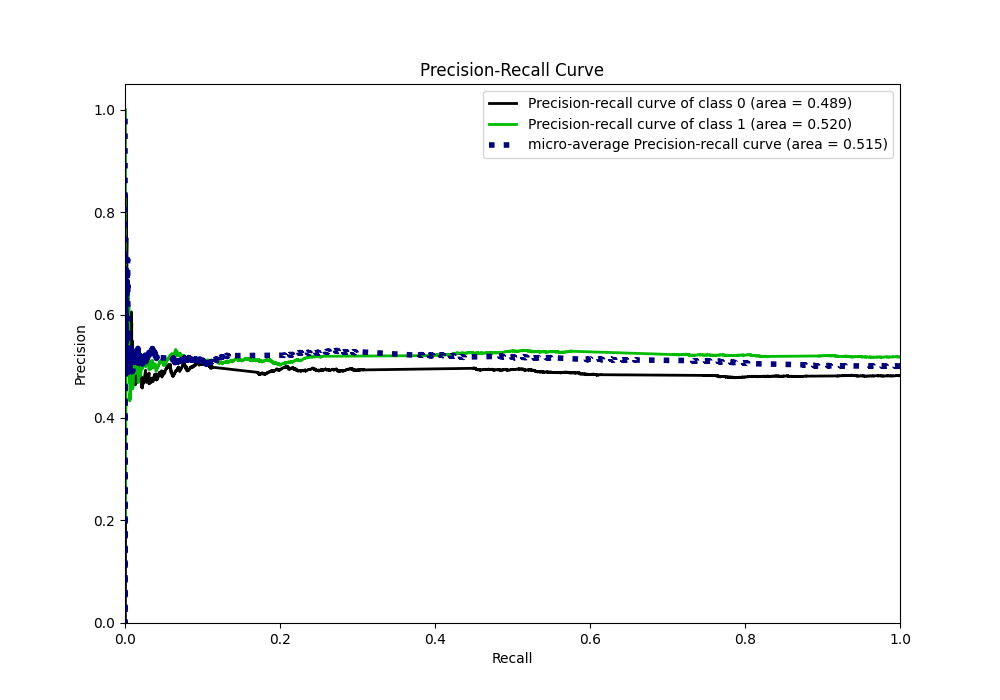 Precision-Recall Curve
Precision-recall curve of class 0 (area = 0.489)
Precision-recall curve of class 1 (area = 0.520)
micro-average Precision-recall curve (area = 0.515)
Precision
1.0
0.8
0.6
0.4
0.2
0.0
0.0 0.2 0.4 0.6 0.8 1.0
Recall